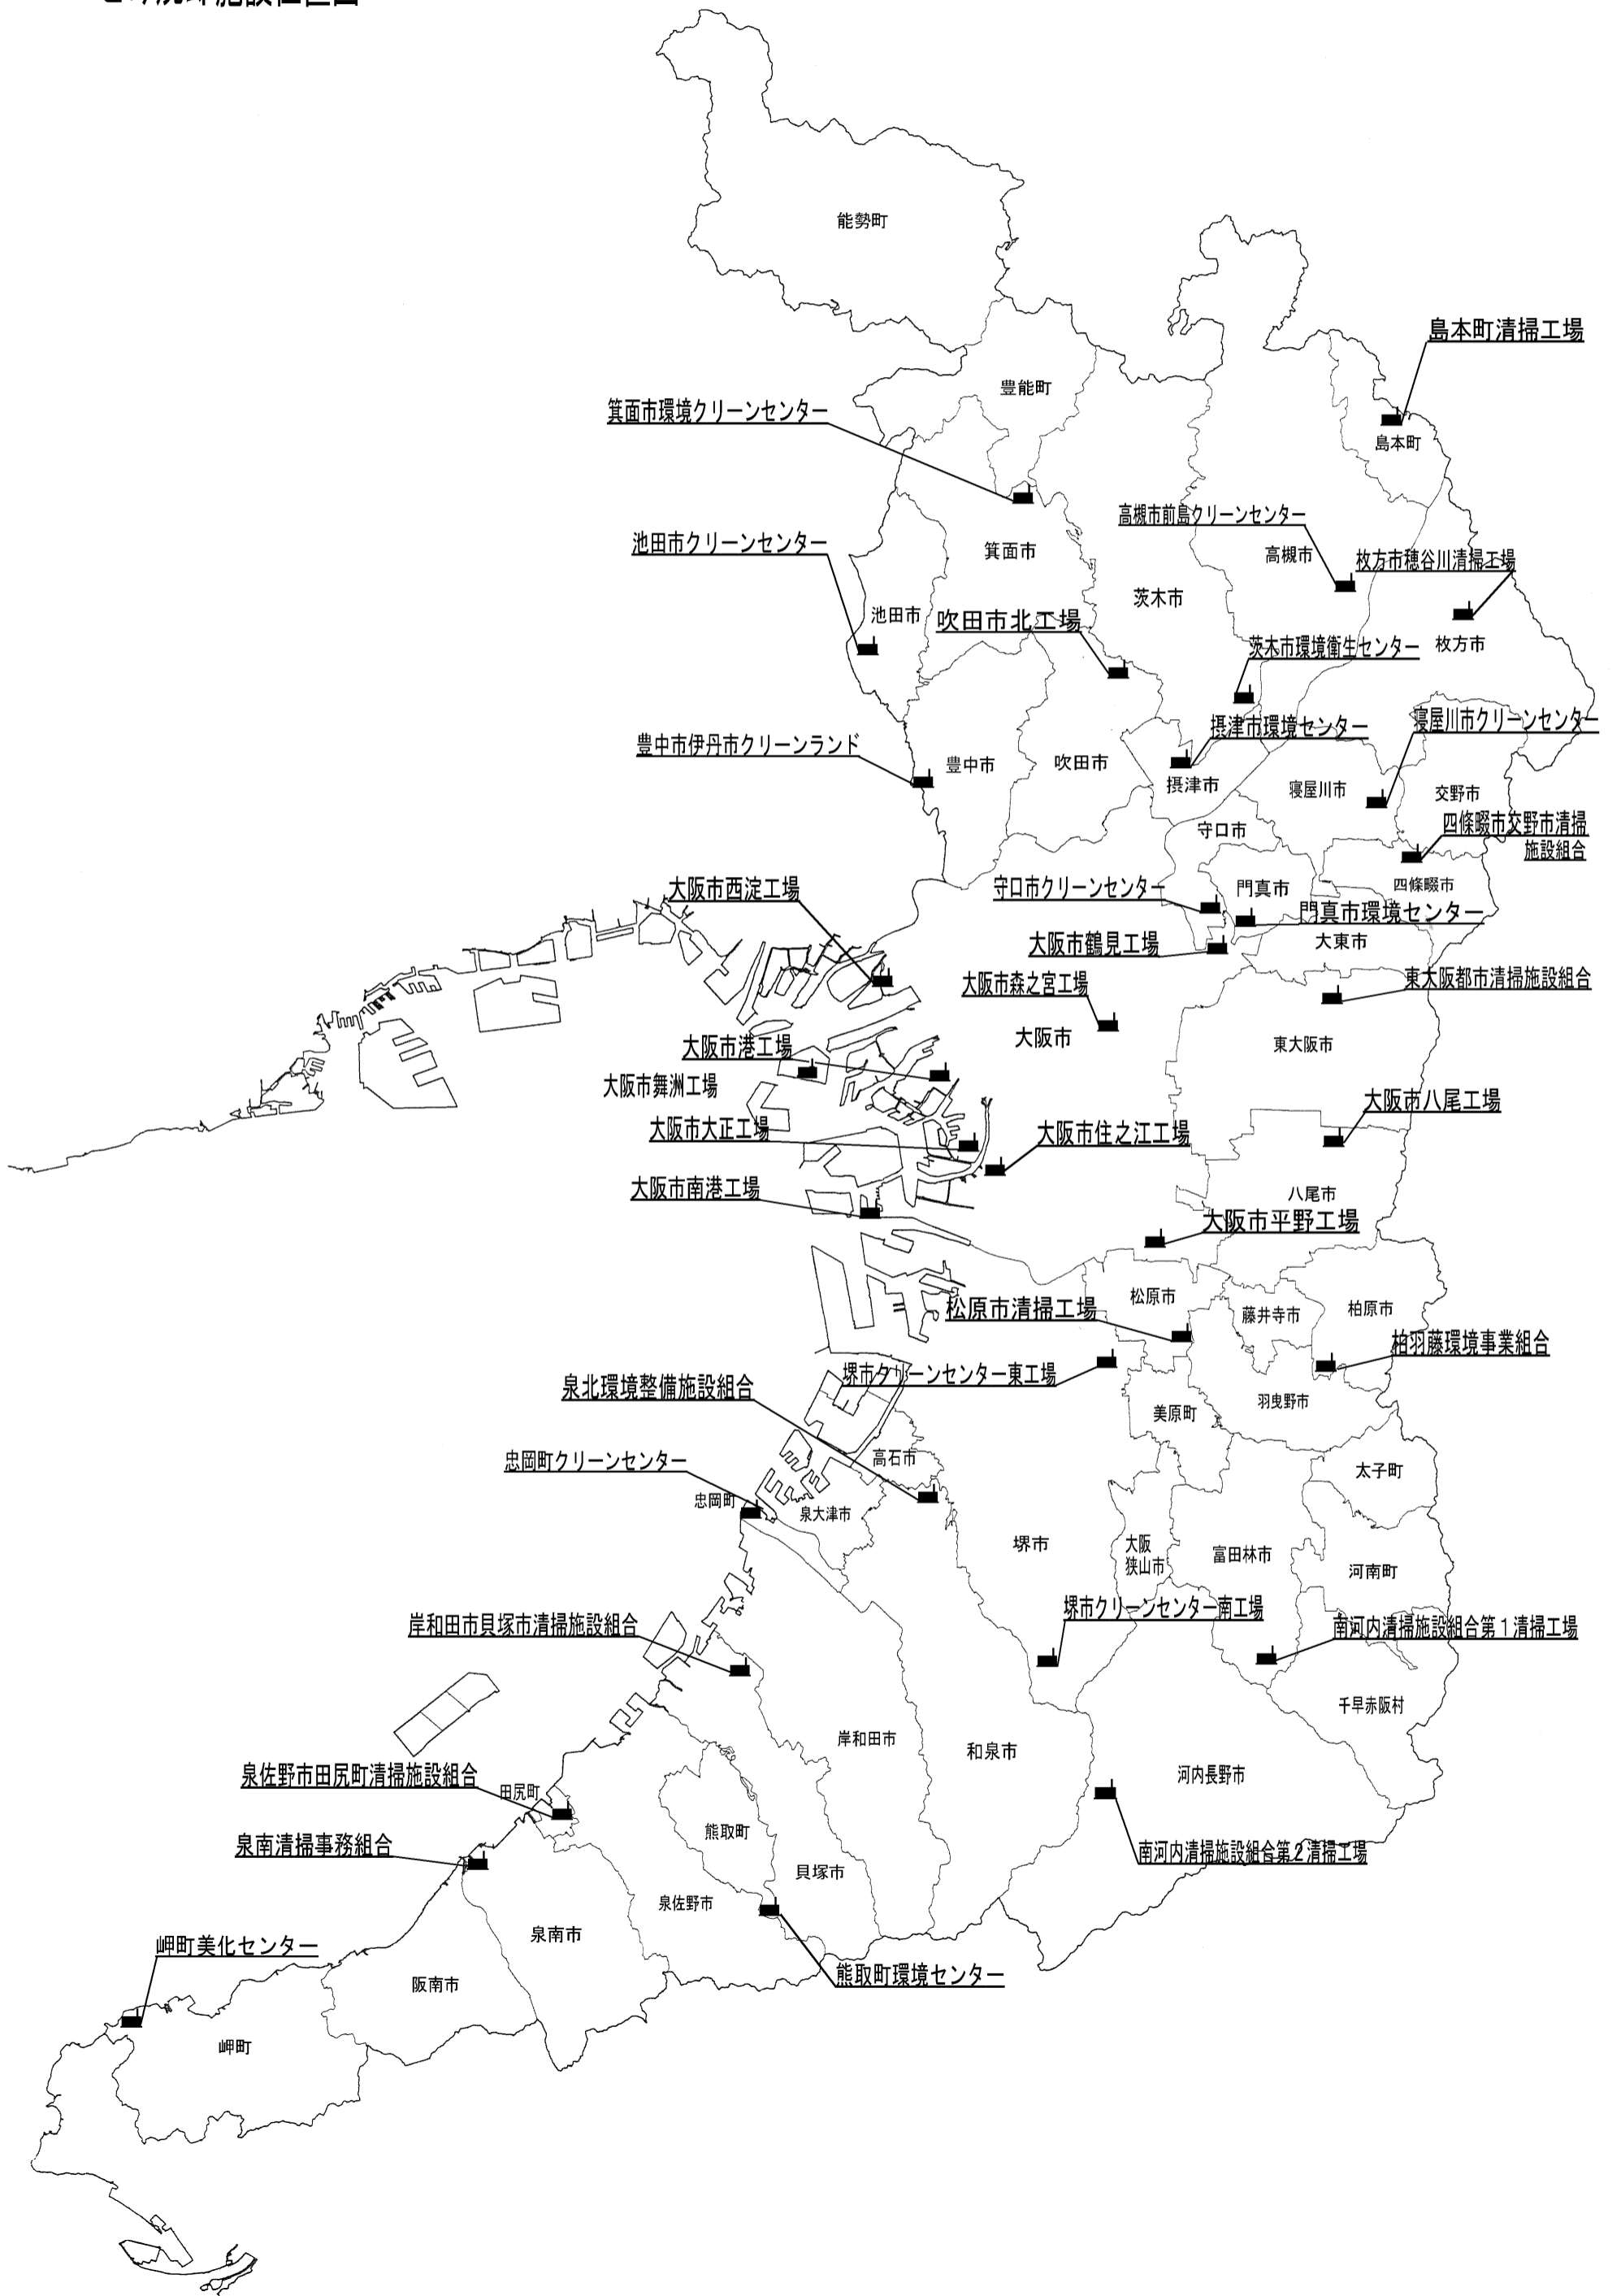 能勢町
島本町清掃工場
豊能町
箕面市環境クリーンセンター
島本町
高槻市前島クリーンセンター
池田市クリーンセンター
箕面市
高槻市
枚方市穂谷川清掃工場
茨木市
池田市
吹田市北工場
枚方市
茨木市環境衛生センター
寝屋川市クリーンセンター
摂津市環境センター
豊中市伊丹市クリーンランド
豊中市
吹田市
摂津市
寝屋川市
交野市
四條畷市交野市清掃
施設組合
守口市
大阪市西淀工場
守口市クリーンセンター
門真市
四條畷市
門真市環境センター
大阪市鶴見工場
大東市
大阪市森之宮工場
東大阪都市清掃施設組合
大阪市
大阪市港工場
東大阪市
大阪市舞洲工場
大阪市八尾工場
大阪市大正工場
大阪市住之江工場
大阪市南港工場
八尾市
大阪市平野工場
松原市
松原市清掃工場
藤井寺市
柏原市
柏羽藤環境事業組合
堺市クリーンセンター東工場
泉北環境整備施設組合
羽曳野市
美原町
忠岡町クリーンセンター
高石市
太子町
忠岡町
泉大津市
堺市
大阪
狭山市
富田林市
河南町
堺市クリーンセンター南工場
岸和田市貝塚市清掃施設組合
南河内清掃施設組合第１清掃工場
千早赤阪村
岸和田市
和泉市
泉佐野市田尻町清掃施設組合
河内長野市
田尻町
熊取町
泉南清掃事務組合
南河内清掃施設組合第２清掃工場
貝塚市
泉佐野市
泉南市
岬町美化センター
熊取町環境センター
阪南市
岬町